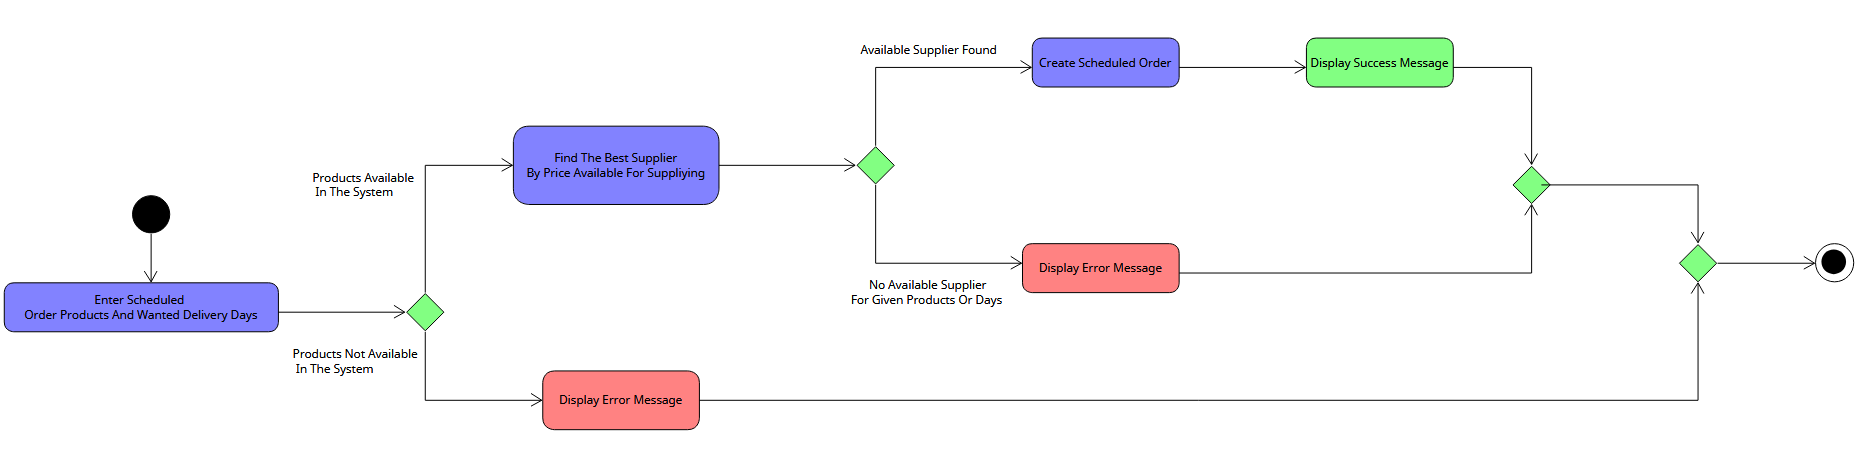 Enter Scheduled
Order Products And Wanted Delivery Days
Products Available
In The System
Products Not Available
In The System
Find The Best Supplier
By Price Available For Suppliying
Display Error Message
Available Supplier Found
No Available Supplier
For Given Products Or Days
Create Scheduled Order
Display Error Message
Display Success Message